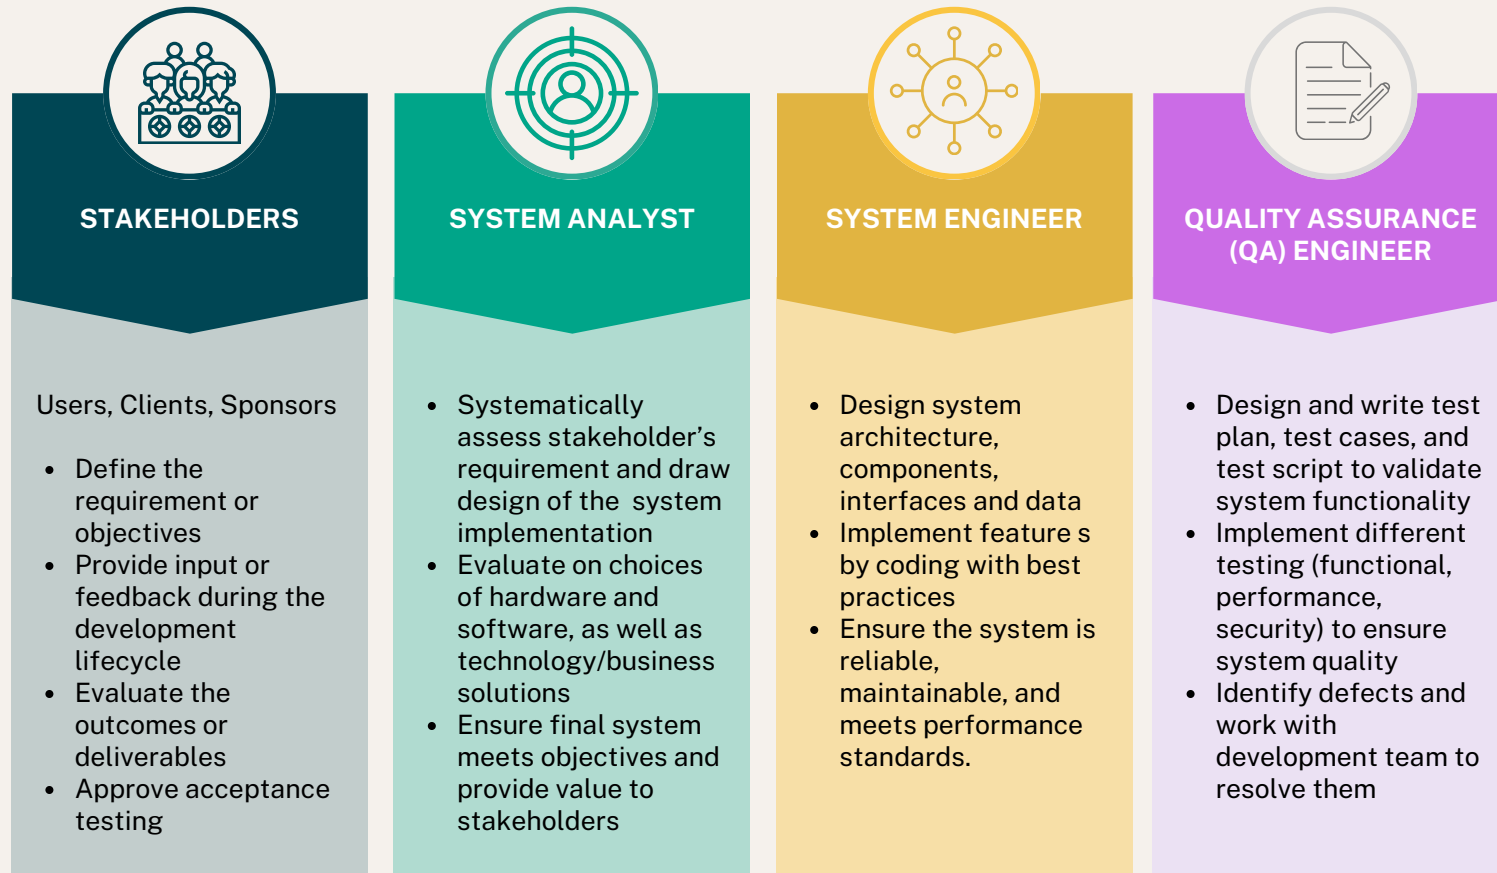 STAKEHOLDERS
Users, Clients, Sponsors
• Define the
requirement or
objectives
• Provide input or
feedback during the
development
lifecycle
• Evaluate the
outcomes or
deliverables
• Approve acceptance
testing
SYSTEM ANALYST
• Systematically
assess stakeholder’s
requirement and draw
design of the  system
implementation
• Evaluate on choices
of hardware and
software, as well as
technology/business
solutions
• Ensure final system
meets objectives and
provide value to
stakeholders
SYSTEM ENGINEER
• Design system
architecture,
components,
interfaces and data
• Implement feature s
by coding with best
practices
• Ensure the system is
reliable,
maintainable, and
meets performance
standards.
QUALITY ASSURANCE
(QA) ENGINEER
• Design and write test
plan, test cases, and
test script to validate
system functionality
• Implement different
testing (functional,
performance,
security) to ensure
system quality
• Identify defects and
work with
development team to
resolve them